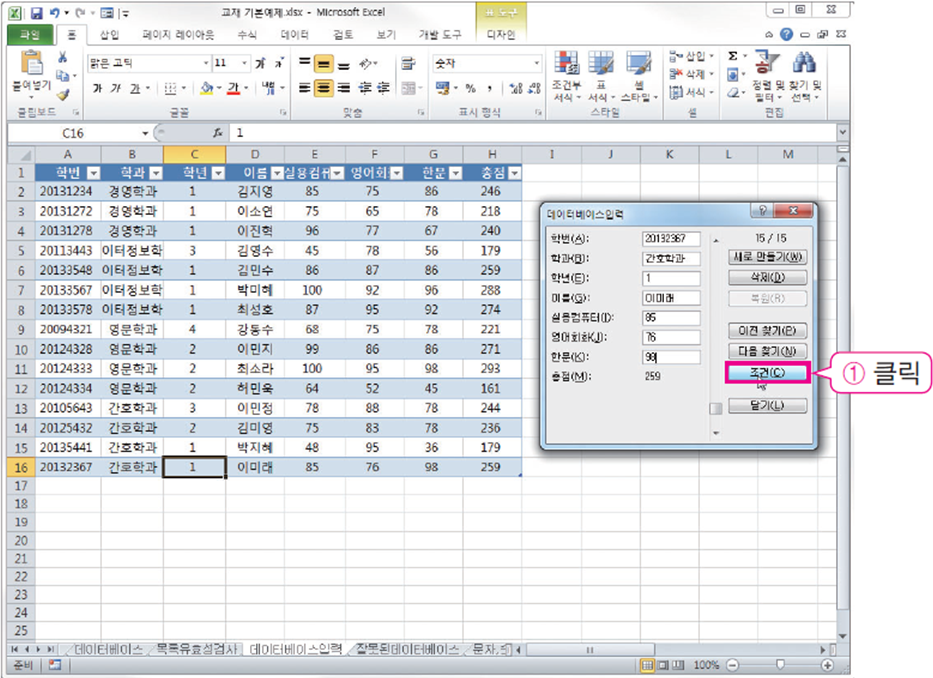 교재 기본예제.xlsx - Microsoft Excel
표 도구
파일 홈 삽입 페이지 레이아웃 수식 데이터 검토 보기 개발 도구 디자인
붙여넣기
맑은 고딕 11
가 가 가
숫자
조건부 서식 표 서식 셀 스타일
삽입
삭제
서식
정렬 및 필터 찾기 및 선택
클립보드 글꼴 맞춤 표시 형식 스타일 셀 편집
C16 fx 1
A B C D E F G H I J K L M
1 학번 학과 학년 이름 실용컴퓨 영어회 한문 총점
2 20131234 경영학과 1 김지영 85 75 86 246
3 20131272 경영학과 1 이소연 75 65 78 218
4 20131278 경영학과 1 이진혁 96 77 67 240
5 20113443 이터정보학 3 김영수 45 78 56 179
6 20133548 이터정보학 1 김민수 86 87 86 259
7 20133567 이터정보학 1 박미혜 100 92 96 288
8 20133578 이터정보학 1 최성호 87 95 92 274
9 20094321 영문학과 4 강동수 68 75 78 221
10 20124328 영문학과 2 이민지 99 86 86 271
11 20124333 영문학과 2 최소라 100 95 98 293
12 20124334 영문학과 2 허민욱 64 52 45 161
13 20105643 간호학과 3 이민정 78 88 78 244
14 20125432 간호학과 2 김미영 75 83 78 236
15 20135441 간호학과 1 박지혜 48 95 36 179
16 20132367 간호학과 1 이미래 85 76 98 259
17
18
19
20
21
22
23
24
25
데이터베이스입력
학번(A): 20132367 15 / 15
학과(B): 간호학과 새로 만들기(W)
학년(E): 1 삭제(D)
이름(G): 이미래 복원(R)
실용컴퓨터(I): 85
영어회화(J): 76 이전 찾기(P)
한문(K): 98 다음 찾기(N)
총점(M): 259 조건(C)
닫기(L)
① 클릭
데이터베이스 목록유효성검사 데이터베이스입력 잘못된데이터베이스
준비 100%